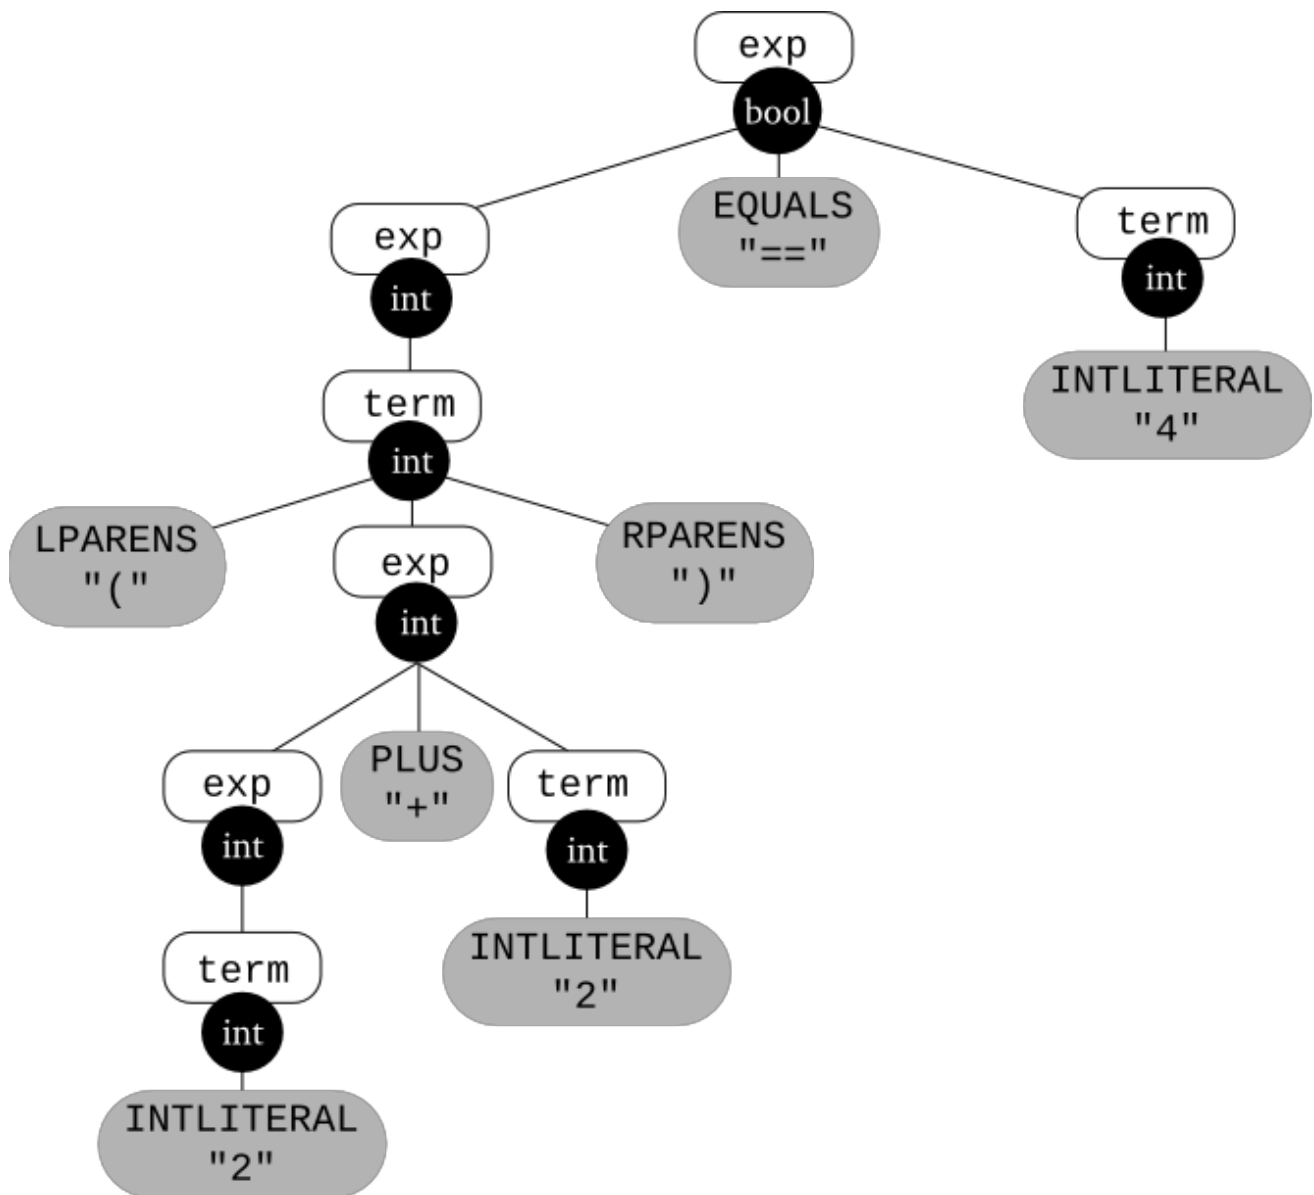 exp
bool
EQUALS
"=="
exp
int
term
int
term
int
INTLITERAL
"4"
LPARENS
"("
exp
int
RPARENS
")"
exp
int
PLUS
"+"
term
int
term
int
INTLITERAL
"2"
INTLITERAL
"2"